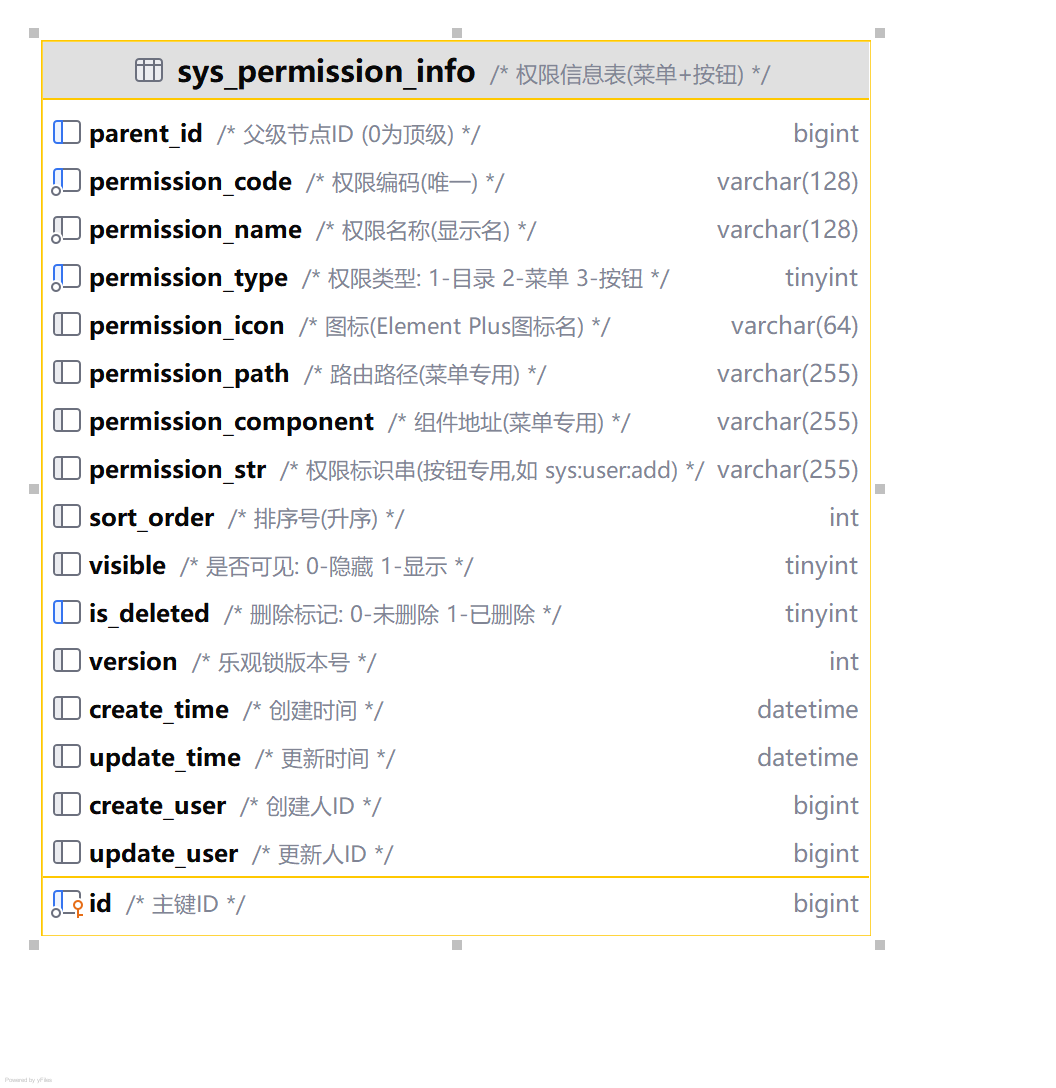 sys_permission_info /* 权限信息表(菜单+按钮) */
parent_id /* 父级节点ID (0为顶级) */ bigint
permission_code /* 权限编码(唯一) */ varchar(128)
permission_name /* 权限名称(显示名) */ varchar(128)
permission_type /* 权限类型: 1-目录 2-菜单 3-按钮 */ tinyint
permission_icon /* 图标(Element Plus图标名) */ varchar(64)
permission_path /* 路由路径(菜单专用) */ varchar(255)
permission_component /* 组件地址(菜单专用) */ varchar(255)
permission_str /* 权限标识串(按钮专用,如 sys:user:add) */ varchar(255)
sort_order /* 排序号(升序) */ int
visible /* 是否可见: 0-隐藏 1-显示 */ tinyint
is_deleted /* 删除标记: 0-未删除 1-已删除 */ tinyint
version /* 乐观锁版本号 */ int
create_time /* 创建时间 */ datetime
update_time /* 更新时间 */ datetime
create_user /* 创建人ID */ bigint
update_user /* 更新人ID */ bigint
id /* 主键ID */ bigint
Powered by yFiles